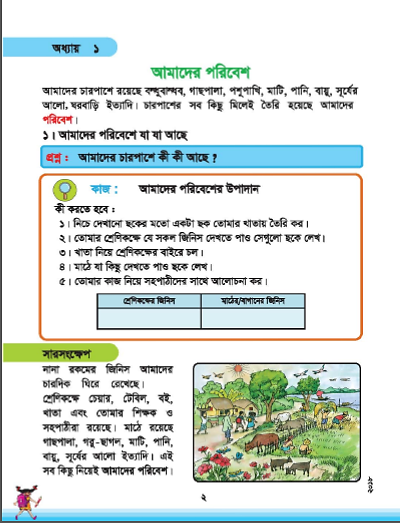 অধ্যায় ১
আমাদের পরিবেশ
আমাদের চারপাশে রয়েছে বন্ধুবান্ধব, গাছপালা, পশুপাখি, মাটি, পানি, বায়ু, সূর্যের
আলো, ঘরবাড়ি ইত্যাদি। চারপাশের সব কিছু মিলেই তৈরি হয়েছে আমাদের
পরিবেশ।
১। আমাদের পরিবেশে যা যা আছে
প্রশ্ন : আমাদের চারপাশে কী কী আছে ?
কাজ : আমাদের পরিবেশের উপাদান
কী করতে হবে :
১। নিচে দেখানো ছকের মতো একটা ছক তোমার খাতায় তৈরি কর।
২। তোমার শ্রেণিকক্ষে যে সকল জিনিস দেখতে পাও সেগুলো ছকে লেখ।
৩। খাতা নিয়ে শ্রেণিকক্ষের বাইরে চল।
৪। মাঠে যা কিছু দেখতে পাও ছকে লেখ।
৫। তোমার কাজ নিয়ে সহপাঠীদের সাথে আলোচনা কর।
শ্রেণিকক্ষের জিনিস মাঠের/বাগানের জিনিস
সারসংক্ষেপ
নানা রকমের জিনিস আমাদের
চারদিক ঘিরে রেখেছে।
শ্রেণিকক্ষে চেয়ার, টেবিল, বই,
খাতা এবং তোমার শিক্ষক ও
সহপাঠীরা রয়েছে। মাঠে রয়েছে
গাছপালা, গরু-ছাগল, মাটি, পানি,
বায়ু, সূর্যের আলো ইত্যাদি। এই
সব কিছু নিয়েই আমাদের পরিবেশ।
২